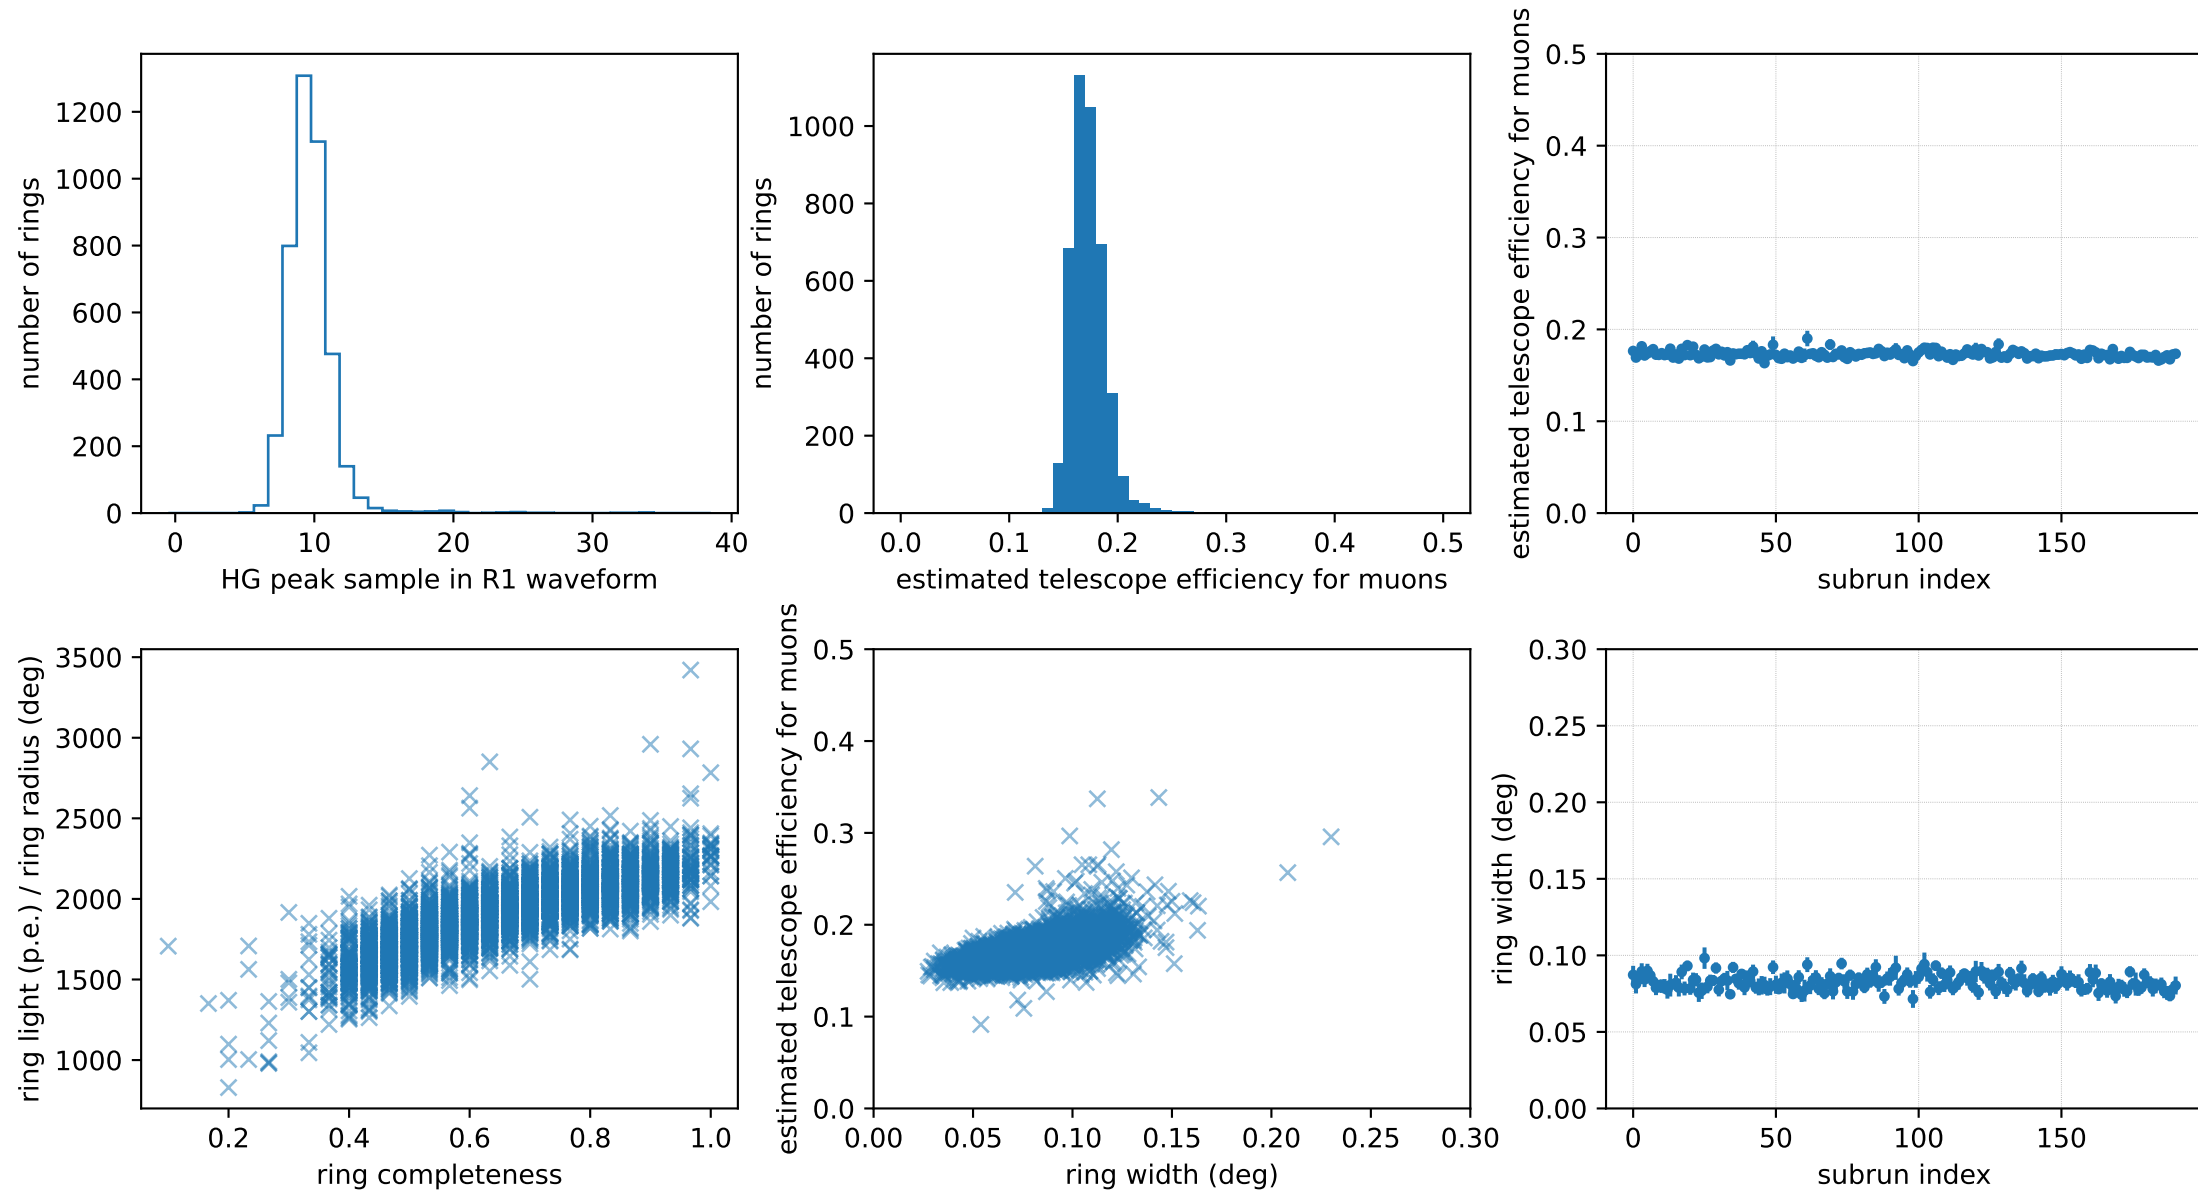 number of rings
1200
1000
800
600
400
200
0
0 10 20 30 40
HG peak sample in R1 waveform
number of rings
1000
800
600
400
200
0
0.0 0.1 0.2 0.3 0.4 0.5
estimated telescope efficiency for muons
estimated telescope efficiency for muons
0.5
0.4
0.3
0.2
0.1
0.0
0 50 100 150
subrun index
ring light (p.e.) / ring radius (deg)
3500
3000
2500
2000
1500
1000
0.2 0.4 0.6 0.8 1.0
ring completeness
estimated telescope efficiency for muons
0.5
0.4
0.3
0.2
0.1
0.0
0.00 0.05 0.10 0.15 0.20 0.25 0.30
ring width (deg)
ring width (deg)
0.30
0.25
0.20
0.15
0.10
0.05
0.00
0 50 100 150
subrun index